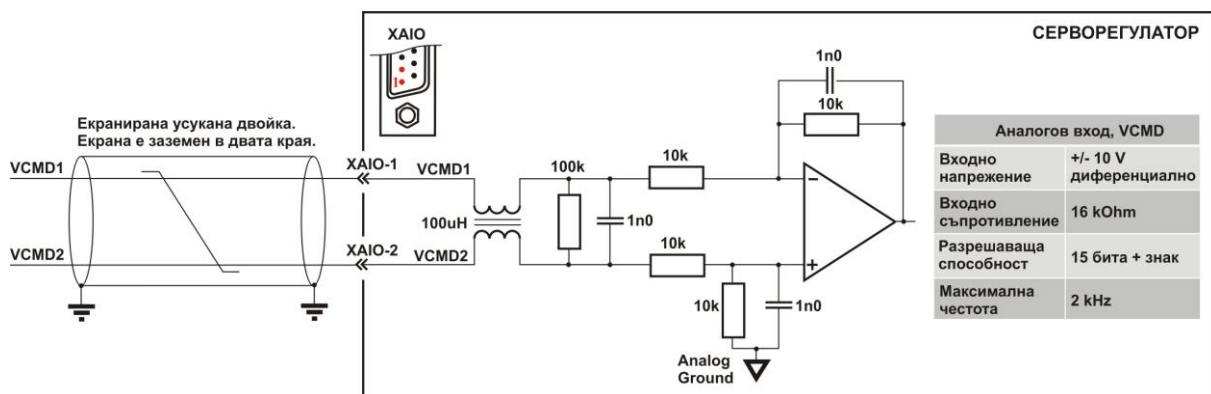 XAIO
СЕРВОРЕГУЛАТОР
1
Екранирана усукана двойка.
Екрана е заземен в двата края.
VCMD1
XAIO-1
VCMD1
100uH
VCMD2
XAIO-2
VCMD2
100k
1n0
10k
10k
10k
1n0
1n0
10k
−
+
Analog
Ground
Аналогов вход, VCMD
Входно
напрежение
+/- 10 V
диференциално
Входно
съпротивление
16 kOhm
Разрешаваща
способност
15 бита + знак
Максимална
честота
2 kHz